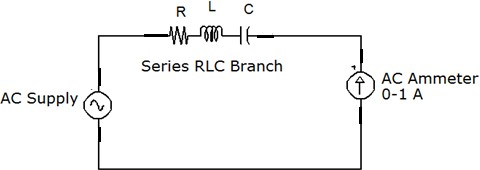 R L C
Series RLC Branch
AC Supply
AC Ammeter
0-1 A